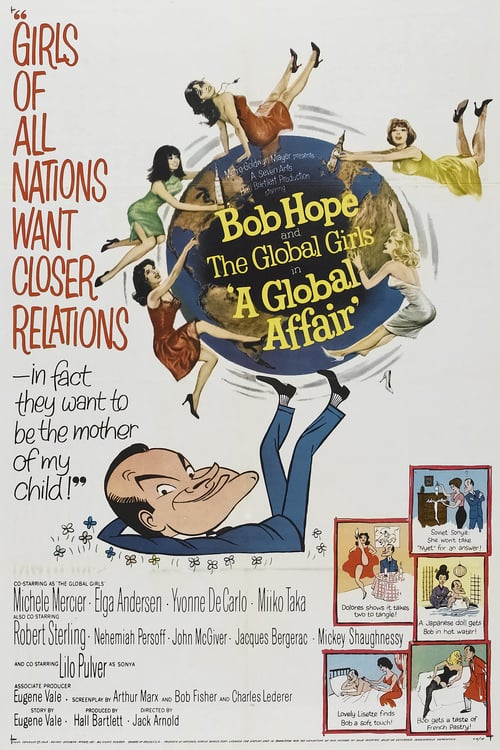 "GIRLS
OF
ALL
NATIONS
WANT
CLOSER
RELATIONS
—in fact
they want to
be the mother
of my
child!"
Metro-Goldwyn-Mayer presents
A Seven Arts
Hall Bartlett Production
starring
Bob Hope
and
The Global Girls
in
'A Global
Affair'
Soviet Sonya:
She won't take
"Nyet" for an answer!
Dolores shows it takes
two to tangle!
A Japanese doll gets
Bob in hot water!
Lovely Lisette finds
Bob a soft touch!
Bob gets a taste of
French Pastry!
CO-STARRING AS "THE GLOBAL GIRLS"
Michele Mercier · Elga Andersen · Yvonne De Carlo · Miiko Taka
ALSO CO-STARRING
Robert Sterling · Nehemiah Persoff · John McGiver · Jacques Bergerac · Mickey Shaughnessy
AND CO-STARRING Lilo Pulver AS SONYA
ASSOCIATE PRODUCER
Eugene Vale · SCREENPLAY BY Arthur Marx AND Bob Fisher AND Charles Lederer
STORY BY PRODUCED BY DIRECTED BY
Eugene Vale · Hall Bartlett · Jack Arnold